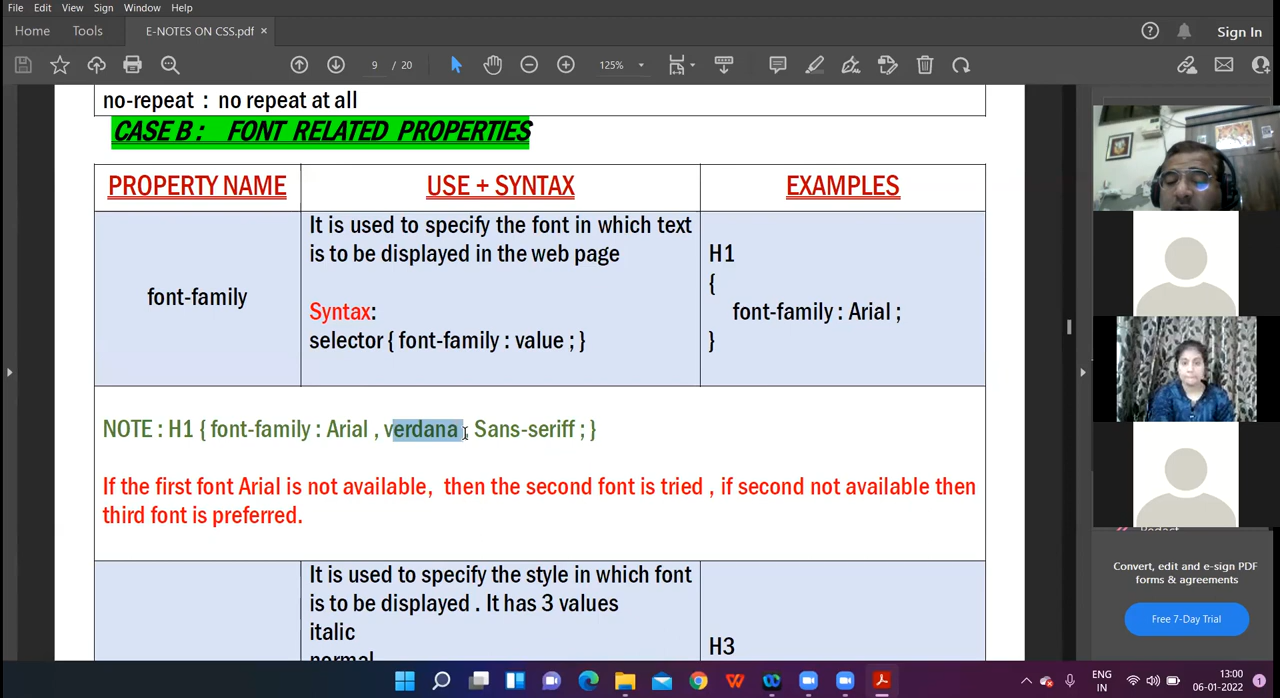 File Edit View Sign Window Help
Home Tools E-NOTES ON CSS.pdf × Sign In
9 / 20 125%
no-repeat : no repeat at all
CASE B : FONT RELATED PROPERTIES
PROPERTY NAME USE + SYNTAX EXAMPLES
It is used to specify the font in which text
is to be displayed in the web page
font-family
Syntax:
selector { font-family : value ; }
H1
{
font-family : Arial ;
}
NOTE : H1 { font-family : Arial , verdana , Sans-seriff ; }
If the first font Arial is not available, then the second font is tried , if second not available then
third font is preferred.
It is used to specify the style in which font
is to be displayed . It has 3 values
italic
normal
H3
Convert, edit and e-sign PDF
forms & agreements
Free 7-Day Trial
ENG
IN
13:00
06-01-2022
1